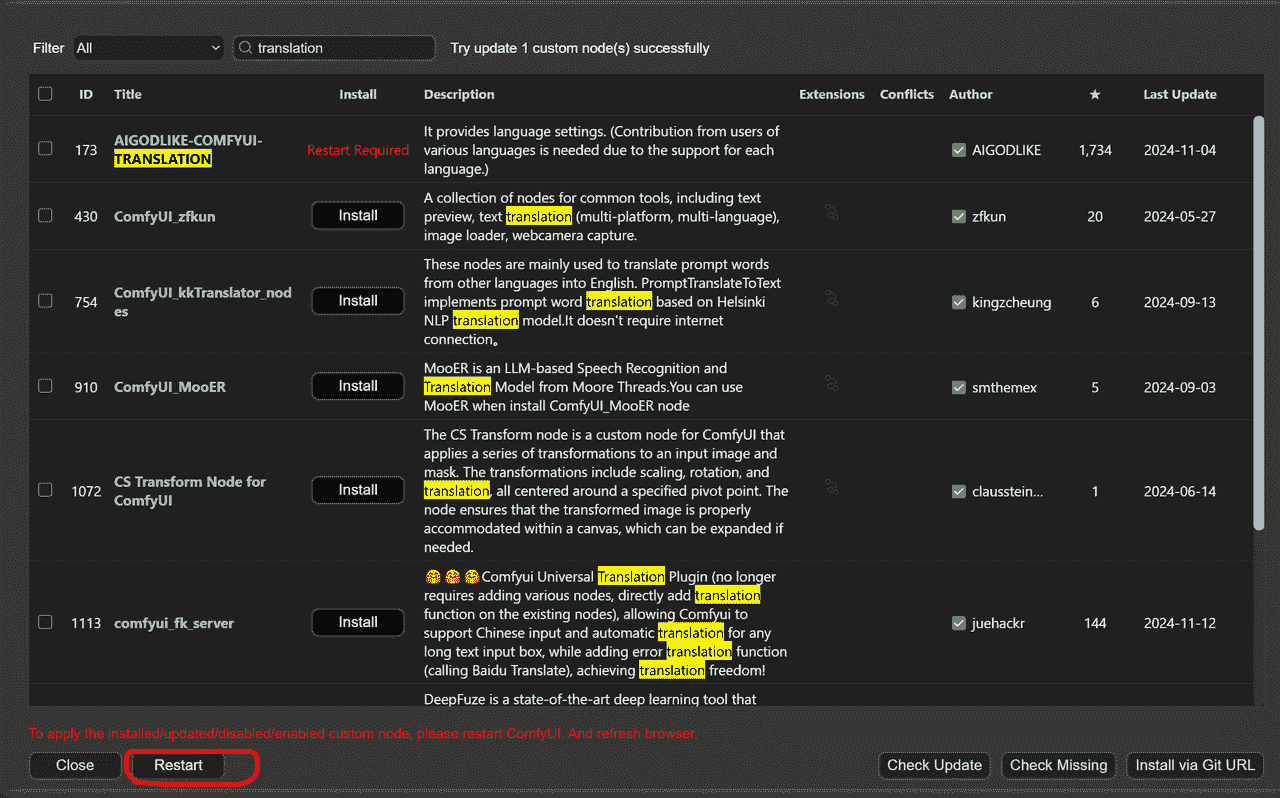 Filter All translation Try update 1 custom node(s) successfully
ID Title Install Description Extensions Conflicts Author ★ Last Update
AIGODLIKE-COMFYUI-
TRANSLATION
173 Restart Required
It provides language settings. (Contribution from users of
various languages is needed due to the support for each
language.)
AIGODLIKE 1,734 2024-11-04
430 ComfyUI_zfkun Install
A collection of nodes for common tools, including text
preview, text translation (multi-platform, multi-language),
image loader, webcamera capture.
zfkun 20 2024-05-27
754 ComfyUI_kkTranslator_nod
es
Install
These nodes are mainly used to translate prompt words
from other languages into English. PromptTranslateToText
implements prompt word translation based on Helsinki
NLP translation model.It doesn't require internet
connection。
kingzcheung 6 2024-09-13
910 ComfyUI_MooER Install
MooER is an LLM-based Speech Recognition and
Translation Model from Moore Threads.You can use
MooER when install ComfyUI_MooER node
smthemex 5 2024-09-03
1072 CS Transform Node for
ComfyUI
Install
The CS Transform node is a custom node for ComfyUI that
applies a series of transformations to an input image and
mask. The transformations include scaling, rotation, and
translation, all centered around a specified pivot point. The
node ensures that the transformed image is properly
accommodated within a canvas, which can be expanded if
needed.
clausstein... 1 2024-06-14
1113 comfyui_fk_server Install
🤗 🤗 🤗Comfyui Universal Translation Plugin (no longer
requires adding various nodes, directly add translation
function on the existing nodes), allowing Comfyui to
support Chinese input and automatic translation for any
long text input box, while adding error translation function
(calling Baidu Translate), achieving translation freedom!
juehackr 144 2024-11-12
DeepFuze is a state-of-the-art deep learning tool that
To apply the installed/updated/disabled/enabled custom node, please restart ComfyUI. And refresh browser.
Close Restart Check Update Check Missing Install via Git URL